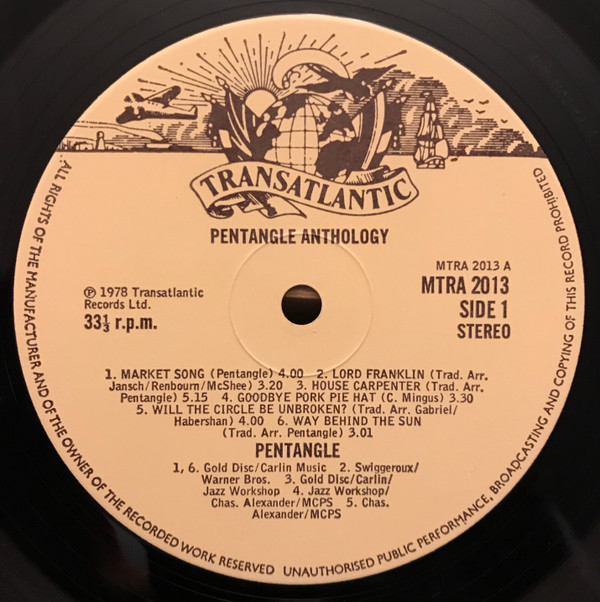 TRANSATLANTIC
PENTANGLE ANTHOLOGY
℗ 1978 Transatlantic
Records Ltd.
33⅓ r.p.m.
MTRA 2013 A
MTRA 2013
SIDE 1
STEREO
1. MARKET SONG (Pentangle) 4.00 2. LORD FRANKLIN (Trad. Arr.
Jansch/Renbourn/McShee) 3.20 3. HOUSE CARPENTER (Trad. Arr.
Pentangle) 5.15 4. GOODBYE PORK PIE HAT (C. Mingus) 3.30
5. WILL THE CIRCLE BE UNBROKEN? (Trad. Arr. Gabriel/
Habershan) 4.00 6. WAY BEHIND THE SUN
(Trad. Arr. Pentangle) 3.01
PENTANGLE
1, 6. Gold Disc/Carlin Music 2. Swiggeroux/
Warner Bros. 3. Gold Disc/Carlin/
Jazz Workshop 4. Jazz Workshop/
Chas. Alexander/MCPS 5. Chas.
Alexander/MCPS
ALL RIGHTS OF THE MANUFACTURER AND OF THE OWNER OF THE RECORDED WORK RESERVED UNAUTHORISED PUBLIC PERFORMANCE, BROADCASTING AND COPYING OF THIS RECORD PROHIBITED